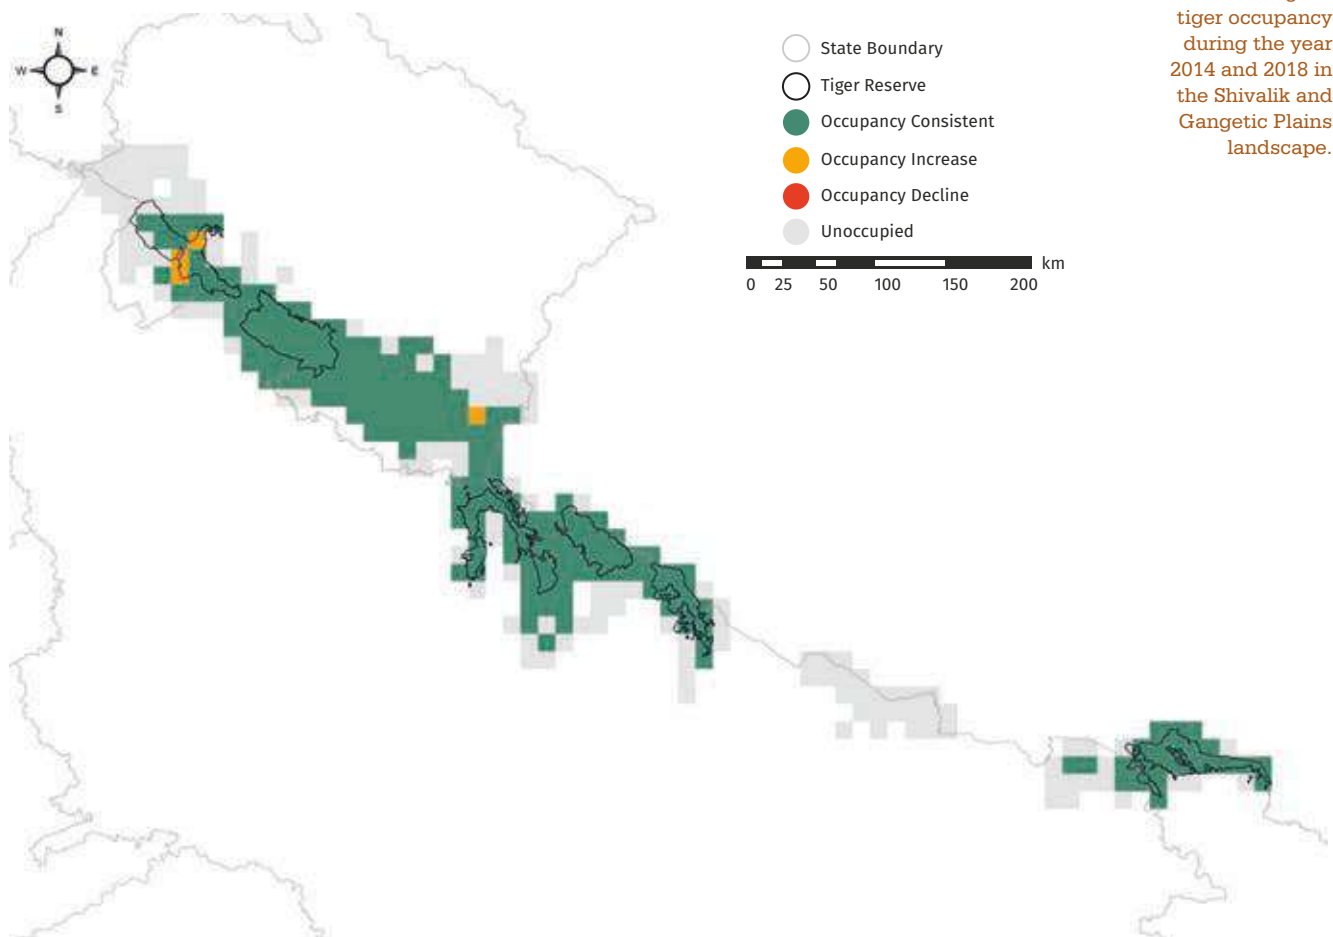 tiger occupancy
during the year
2014 and 2018 in
the Shivalik and
Gangetic Plains
landscape.
N
W E
S
State Boundary
Tiger Reserve
Occupancy Consistent
Occupancy Increase
Occupancy Decline
Unoccupied
km
0 25 50 100 150 200